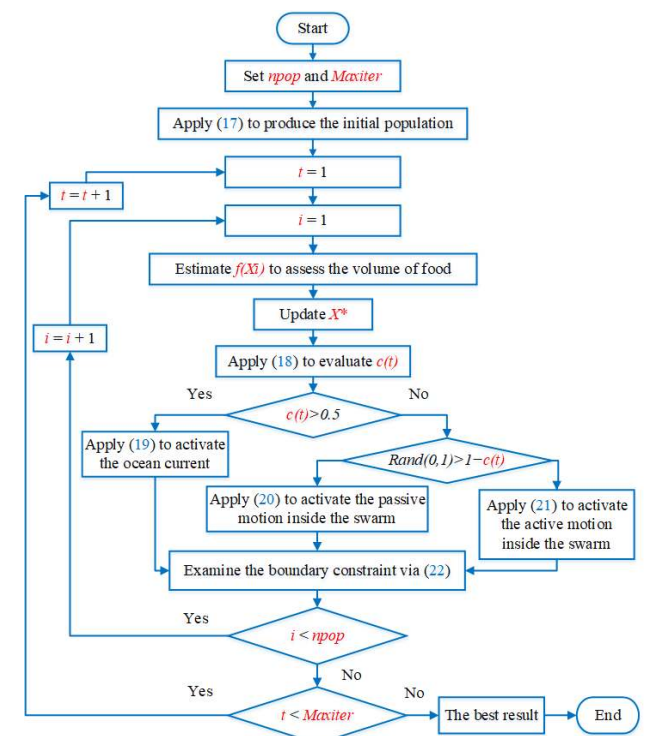 Start
Set npop and Maxiter
Apply (17) to produce the initial population
t = 1
t = t + 1
i = 1
Estimate f(Xi) to assess the volume of food
Update X*
i = i + 1
Apply (18) to evaluate c(t)
Yes
No
c(t)>0.5
Apply (19) to activate
the ocean current
Rand(0,1)>1−c(t)
Apply (20) to activate the passive
motion inside the swarm
Apply (21) to activate
the active motion
inside the swarm
Examine the boundary constraint via (22)
Yes
i < npop
No
Yes
No
t < Maxiter
The best result
End